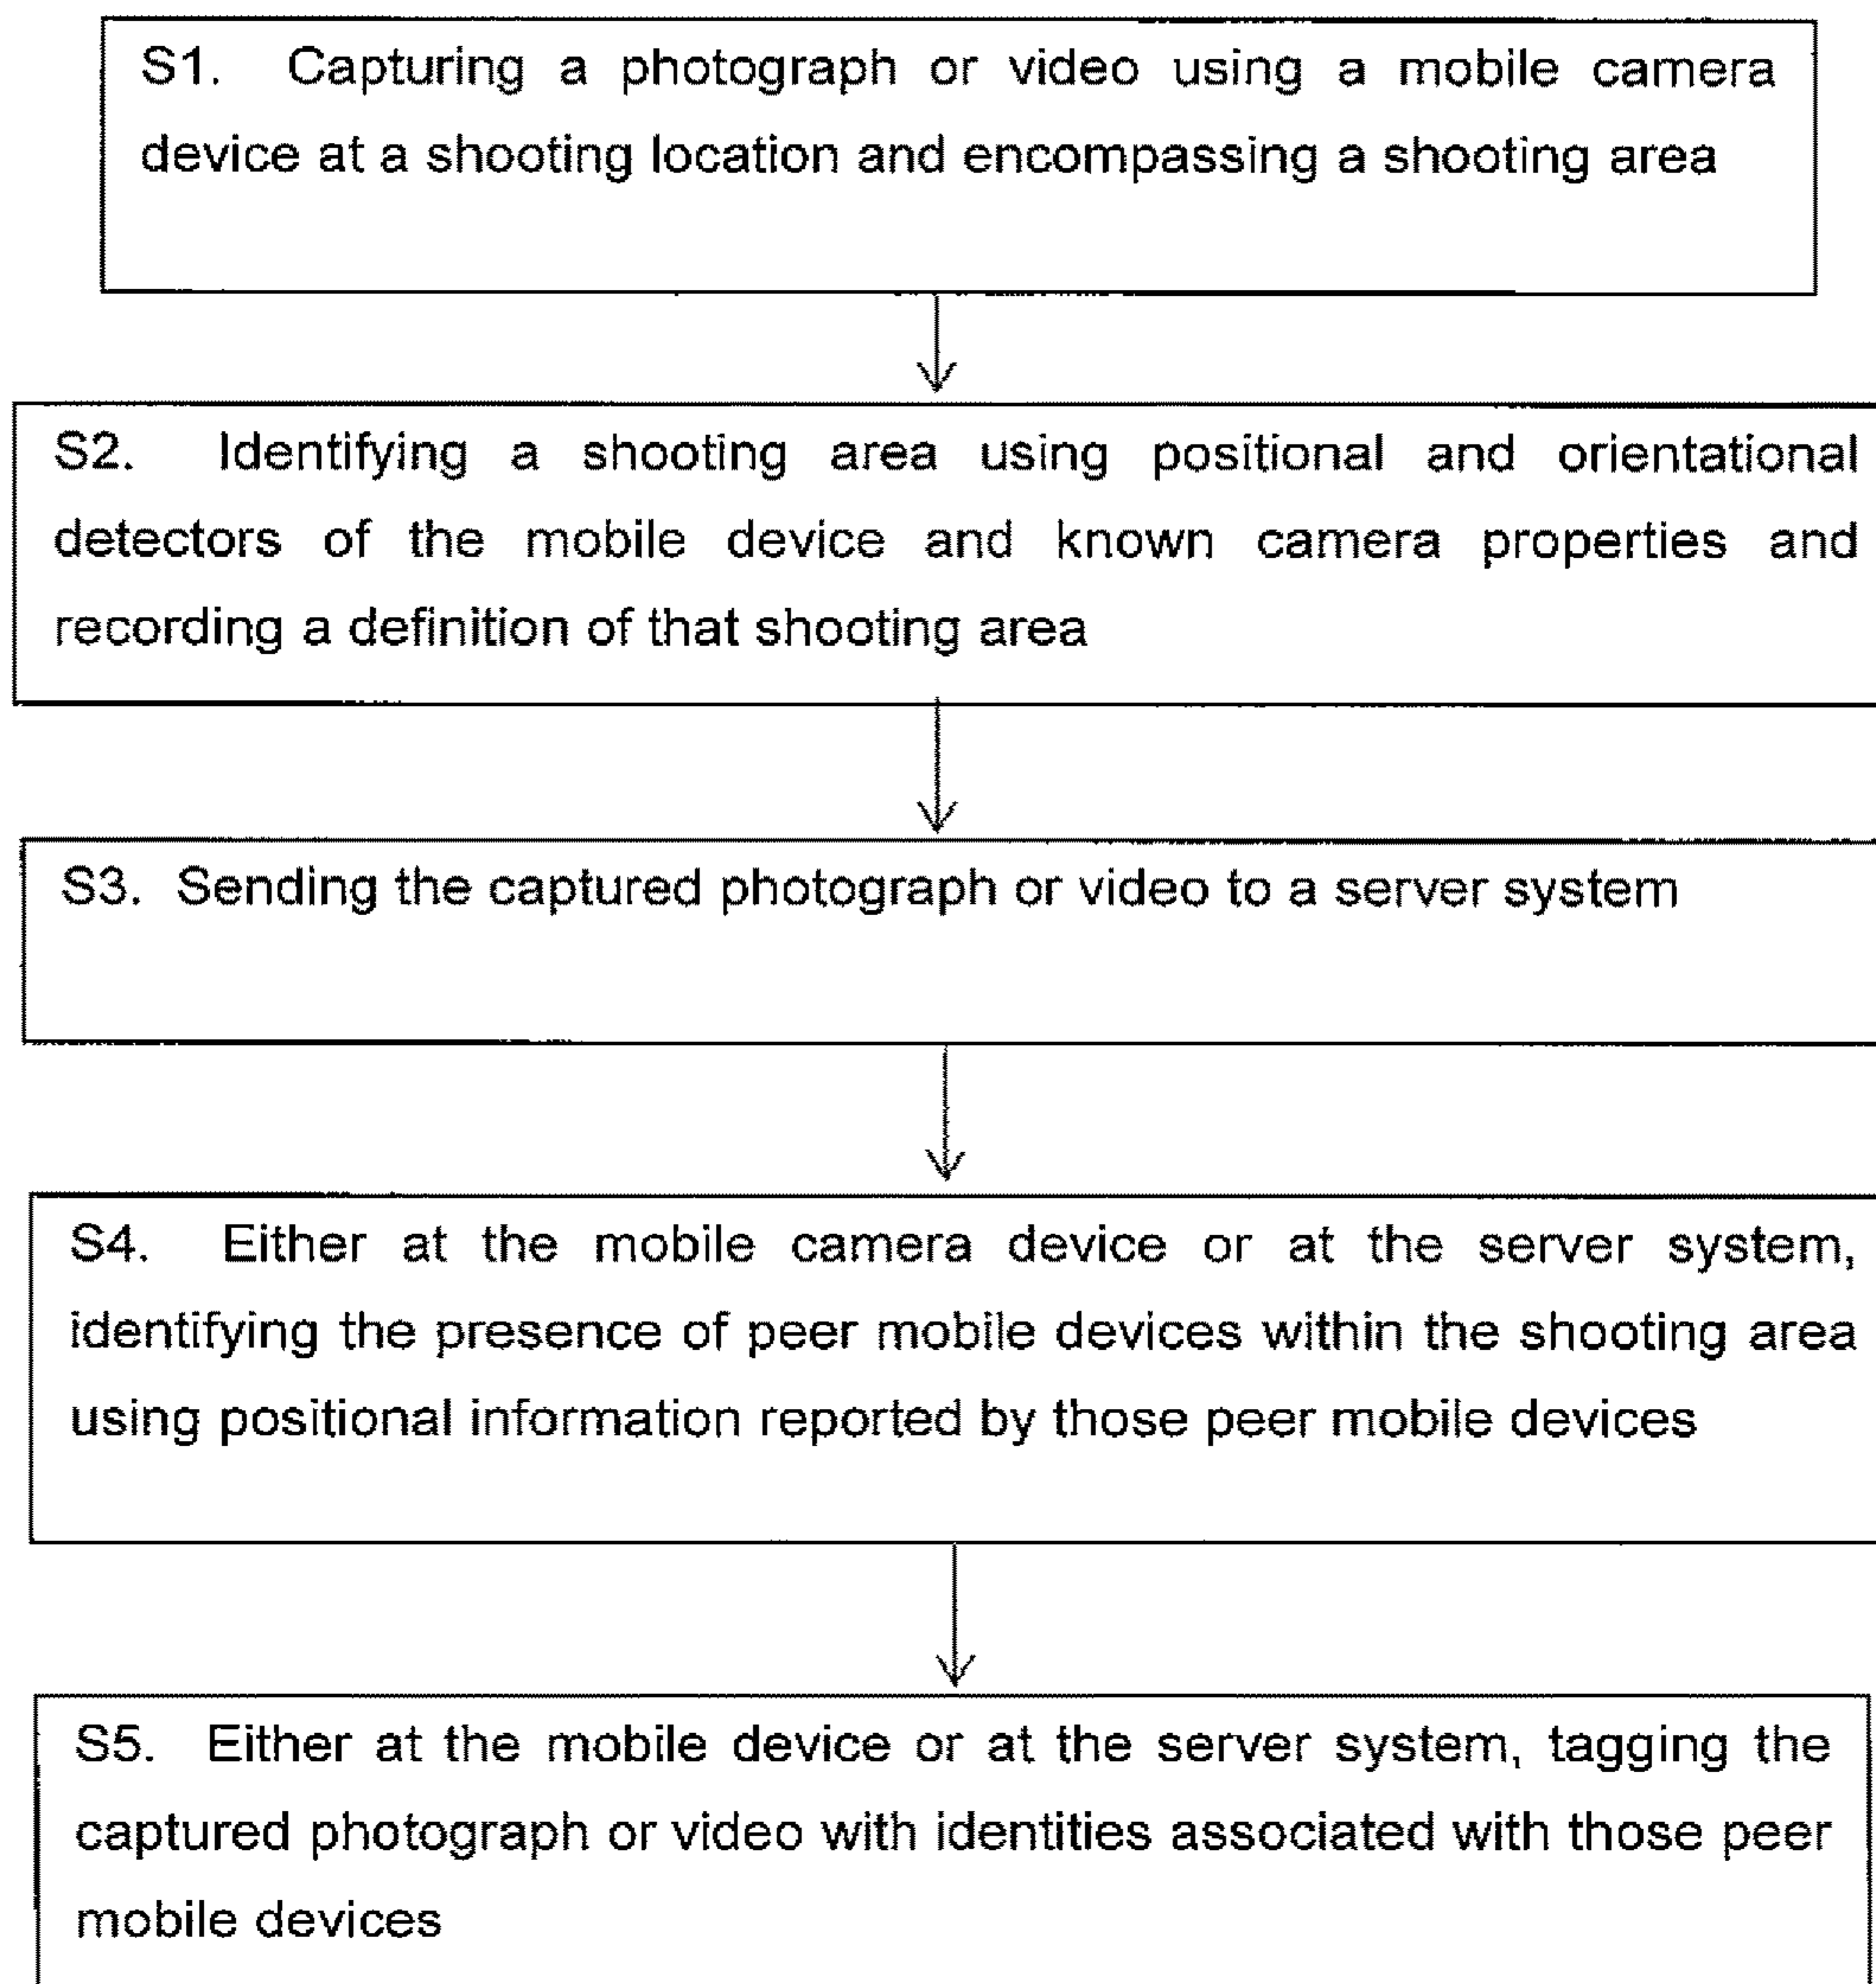 S1. Capturing a photograph or video using a mobile camera
device at a shooting location and encompassing a shooting area
S2. Identifying a shooting area using positional and orientational
detectors of the mobile device and known camera properties and
recording a definition of that shooting area
S3. Sending the captured photograph or video to a server system
S4. Either at the mobile camera device or at the server system,
identifying the presence of peer mobile devices within the shooting area
using positional information reported by those peer mobile devices
S5. Either at the mobile device or at the server system, tagging the
captured photograph or video with identities associated with those peer
mobile devices